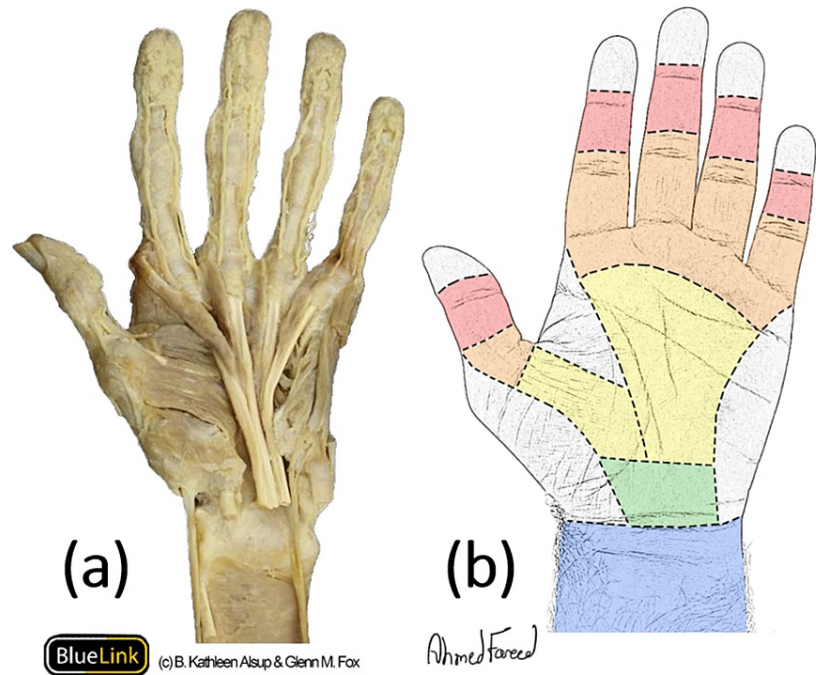 (a)
(b)
BlueLink
(c) B. Kathleen Alsup & Glenn M. Fox
Ahmed Fareed